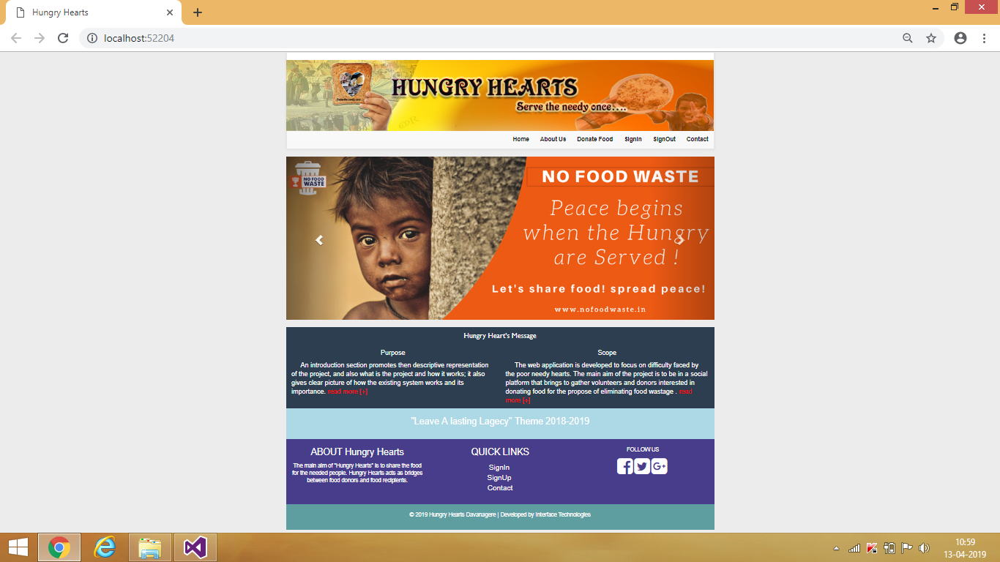 Hungry Hearts
localhost:52204
HUNGRY HEARTS
Serve the needy once....
Home About Us Donate Food SignIn SignOut Contact
NO FOOD
WASTE
NO FOOD WASTE
Peace begins
when the Hungry
are Served !
Let's share food! spread peace!
www.nofoodwaste.in
Hungry Heart's Message
Purpose
An introduction section promotes then descriptive representation
of the project, and also what is the project and how it works; it also
gives clear picture of how the existing system works and its
importance. read more [+]
Scope
The web application is developed to focus on difficulty faced by
the poor needy hearts. The main aim of the project is to be in a social
platform that brings to gather volunteers and donors interested in
donating food for the propose of eliminating food wastage . read
more [+]
"Leave A lasting Lagecy" Theme 2018-2019
ABOUT Hungry Hearts
The main aim of "Hungry Hearts" is to share the food
for the needed people. Hungry Hearts acts as bridges
between food donors and food recipients.
QUICK LINKS
SignIn
SignUp
Contact
FOLLOW US
© 2019 Hungry Hearts Davanagere | Developed by Interface Technologies
10:59
13-04-2019